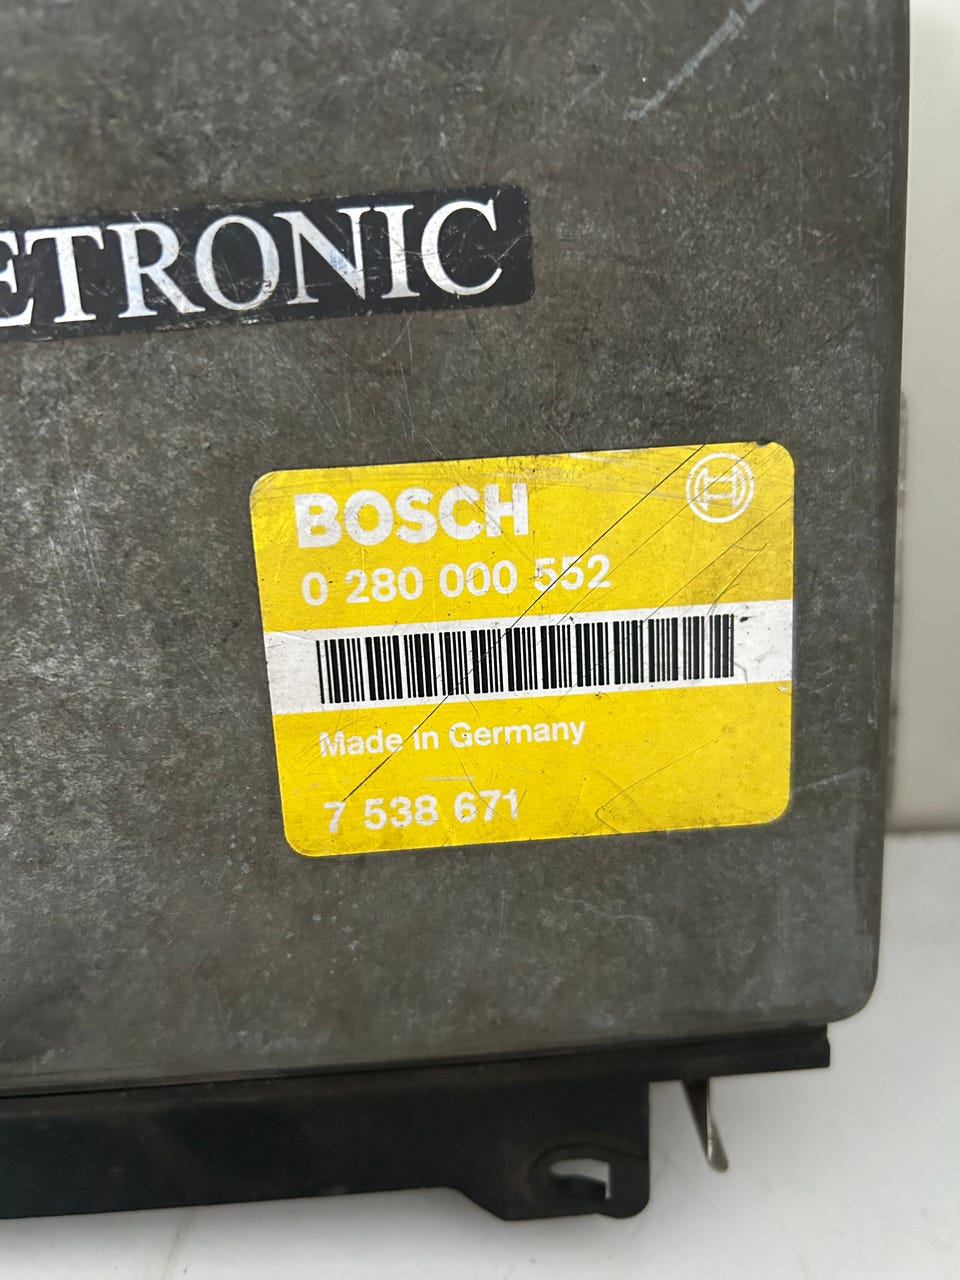 ETRONIC
BOSCH
0 280 000 552
Made in Germany
7 538 671